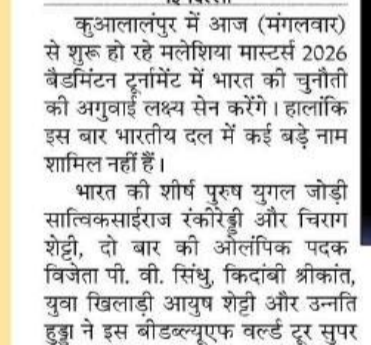 कुआलालंपुर में आज (मंगलवार)
से शुरू हो रहे मलेशिया मास्टर्स 2026
बैडमिंटन टूर्नामेंट में भारत की चुनौती
की अगुवाई लक्ष्य सेन करेंगे। हालांकि
इस बार भारतीय दल में कई बड़े नाम
शामिल नहीं हैं।
भारत की शीर्ष पुरुष युगल जोड़ी
सात्विकसाईराज रंकीरेड्डी और चिराग
शेट्टी, दो बार की ओलंपिक पदक
विजेता पी. वी. सिंधु, किदांबी श्रीकांत,
युवा खिलाड़ी आयुष शेट्टी और उन्नति
हुड्डा ने इस बीडब्ल्यूएफ वर्ल्ड टूर सुपर